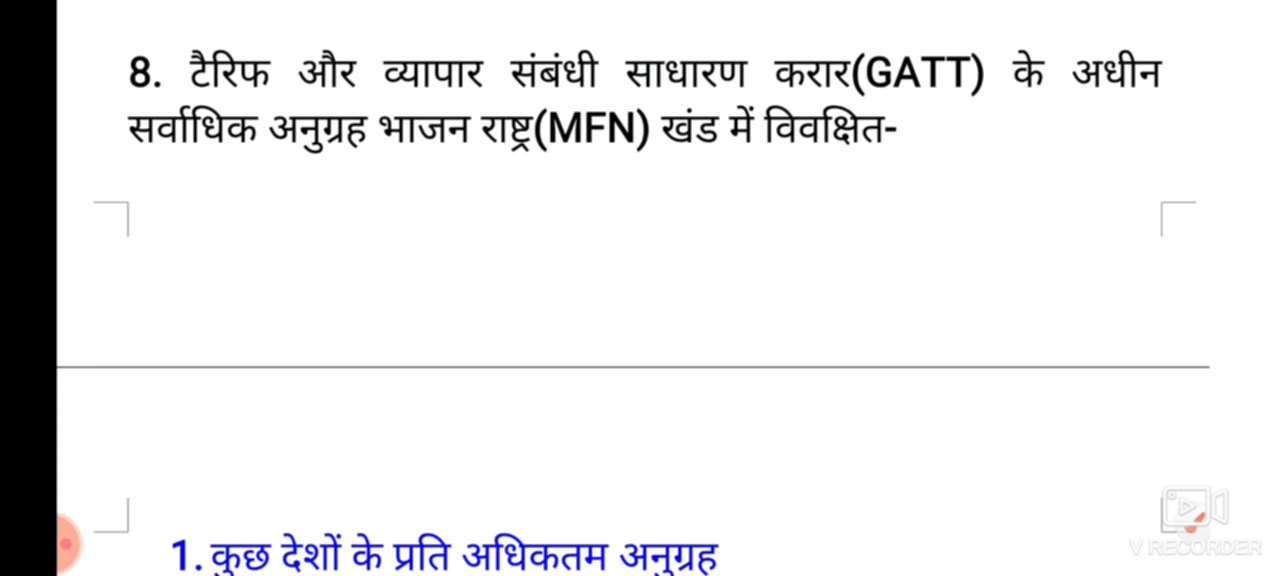 8. टैरिफ और व्यापार संबंधी साधारण करार(GATT) के अधीन
सर्वाधिक अनुग्रह भाजन राष्ट्र(MFN) खंड में विवक्षित-
1. कुछ देशों के प्रति अधिकतम अनुग्रह
V RECORDER